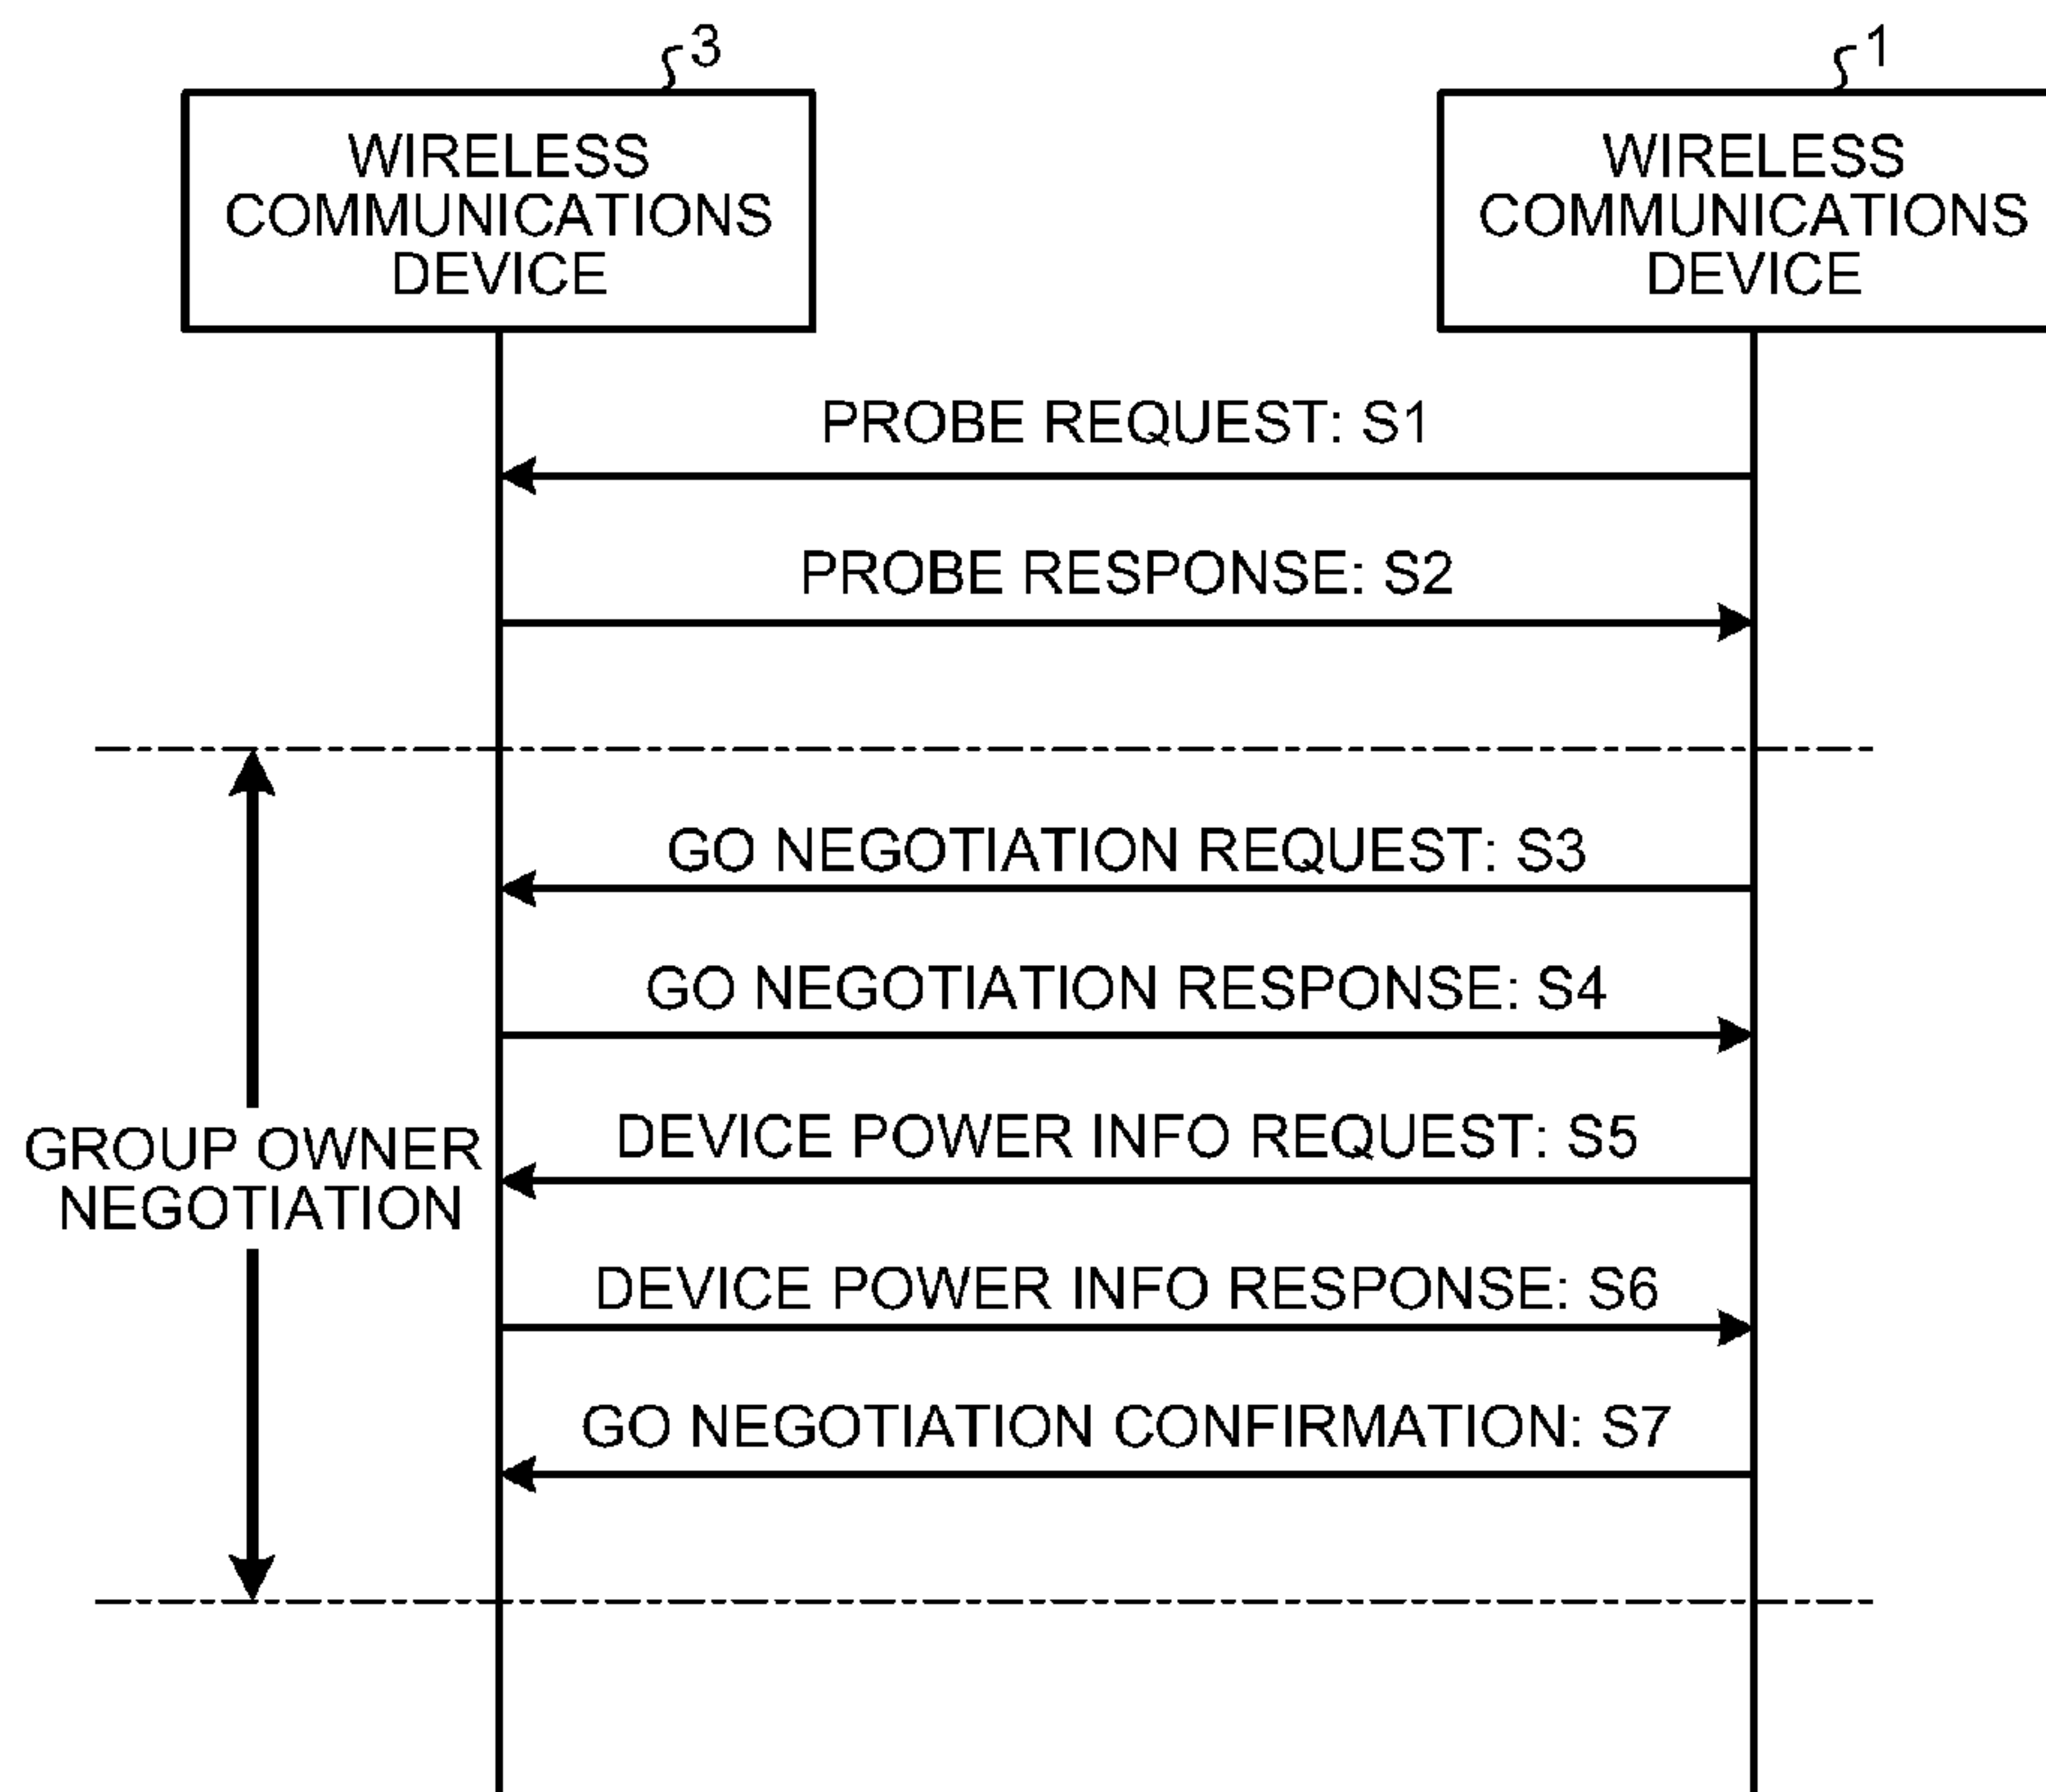 3
1
WIRELESS
COMMUNICATIONS
DEVICE
WIRELESS
COMMUNICATIONS
DEVICE
PROBE REQUEST: S1
PROBE RESPONSE: S2
GO NEGOTIATION REQUEST: S3
GO NEGOTIATION RESPONSE: S4
DEVICE POWER INFO REQUEST: S5
GROUP OWNER
NEGOTIATION
DEVICE POWER INFO RESPONSE: S6
GO NEGOTIATION CONFIRMATION: S7